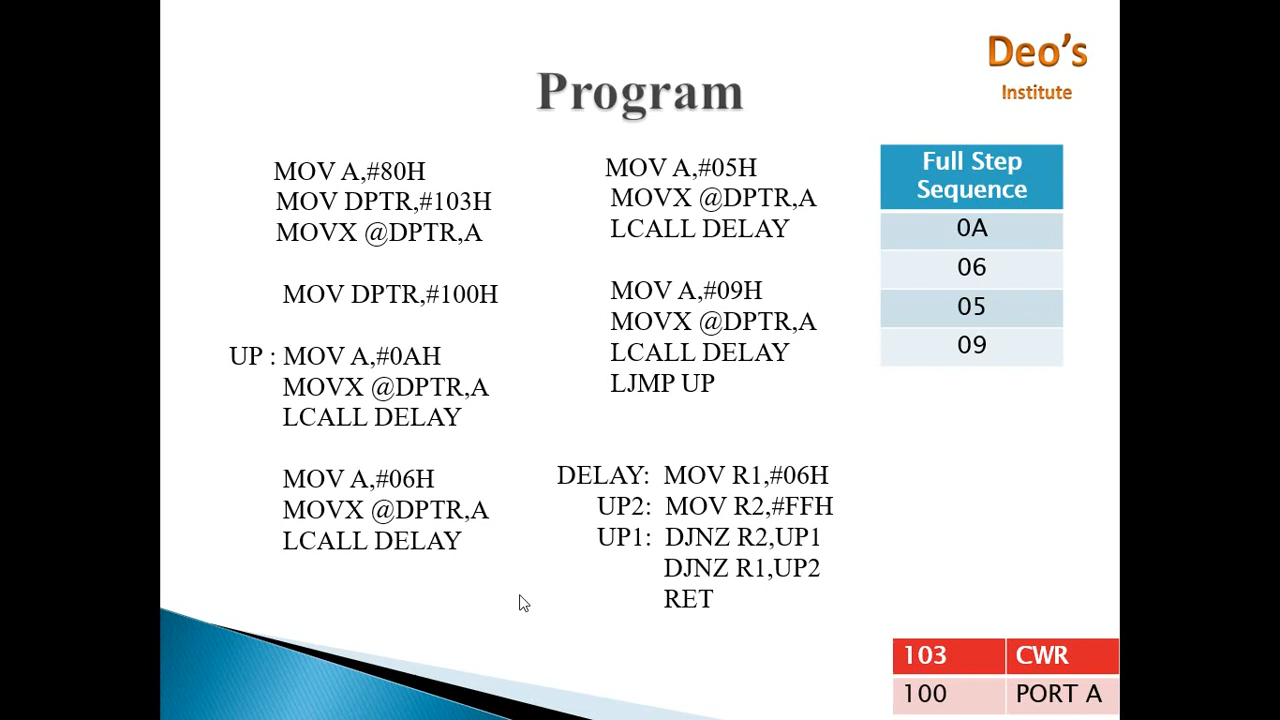 Deo's
Institute
Program
MOV A,#80H
MOV DPTR,#103H
MOVX @DPTR,A
MOV DPTR,#100H
UP : MOV A,#0AH
MOVX @DPTR,A
LCALL DELAY
MOV A,#06H
MOVX @DPTR,A
LCALL DELAY
MOV A,#05H
MOVX @DPTR,A
LCALL DELAY
MOV A,#09H
MOVX @DPTR,A
LCALL DELAY
LJMP UP
DELAY: MOV R1,#06H
UP2: MOV R2,#FFH
UP1: DJNZ R2,UP1
DJNZ R1,UP2
RET
Full Step
Sequence
0A
06
05
09
103 CWR
100 PORT A